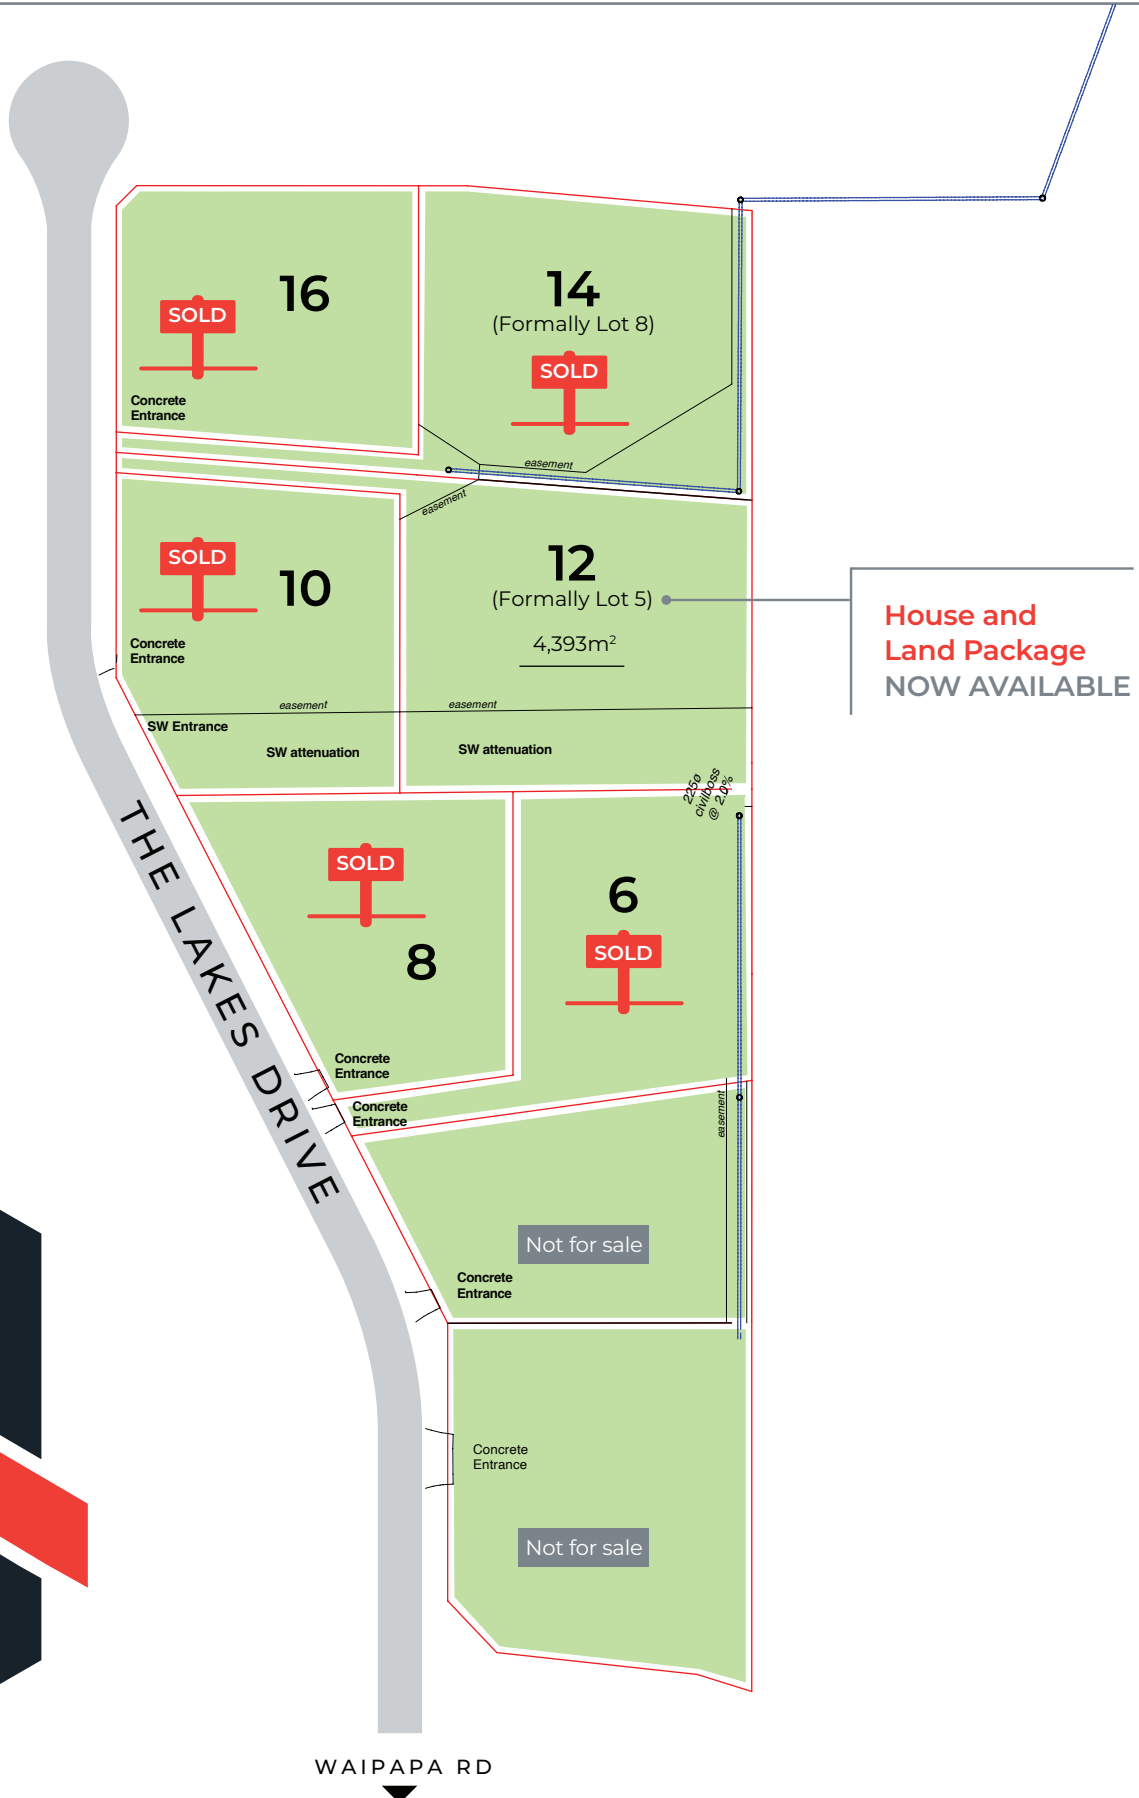 16
SOLD
Concrete
Entrance
14
(Formally Lot 8)
SOLD
easement
easement
SOLD
10
Concrete
Entrance
12
(Formally Lot 5)
4,393m²
House and
Land Package
NOW AVAILABLE
easement
easement
SW Entrance
SW attenuation
SW attenuation
225Ø
civilboss
@ 2.0%
THE LAKES DRIVE
SOLD
8
6
SOLD
Concrete
Entrance
Concrete
Entrance
easement
Not for sale
Concrete
Entrance
Concrete
Entrance
Not for sale
WAIPAPA RD